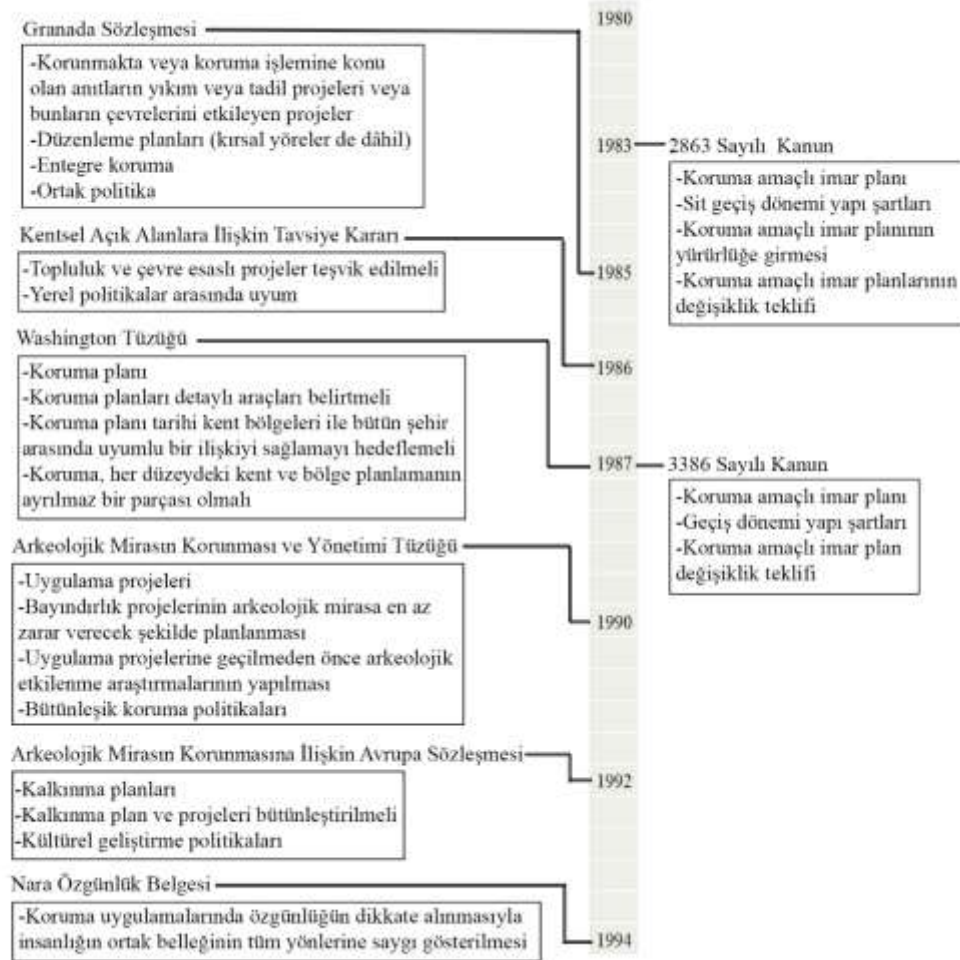 1980
Granada Sözleşmesi
-Korunmakta veya koruma işlemine konu
olan anıtların yıkım veya tadil projeleri veya
bunların çevrelerini etkileyen projeler
-Düzenleme planları (kırsal yöreler de dâhil)
-Entegre koruma
-Ortak politika
1983
2863 Sayılı Kanun
-Koruma amaçlı imar planı
-Sit geçiş dönemi yapı şartları
-Koruma amaçlı imar planının
yürürlüğe girmesi
-Koruma amaçlı imar planlarının
değişiklik teklifi
Kentsel Açık Alanlara İlişkin Tavsiye Kararı
-Topluluk ve çevre esaslı projeler teşvik edilmeli
-Yerel politikalar arasında uyum
1985
Washington Tüzüğü
-Koruma planı
-Koruma planları detaylı araçları belirtmeli
-Koruma planı tarihi kent bölgeleri ile bütün şehir
arasında uyumlu bir ilişkiyi sağlamayı hedeflemeli
-Koruma, her düzeydeki kent ve bölge planlamanın
ayrılmaz bir parçası olmalı
1986
1987
3386 Sayılı Kanun
-Koruma amaçlı imar planı
-Geçiş dönemi yapı şartları
-Koruma amaçlı imar plan
değişiklik teklifi
Arkeolojik Mirasın Korunması ve Yönetimi Tüzüğü
-Uygulama projeleri
-Bayındırlık projelerinin arkeolojik mirasa en az
zarar verecek şekilde planlanması
-Uygulama projelerine geçilmeden önce arkeolojik
etkilenme araştırmalarının yapılması
-Bütünleşik koruma politikaları
1990
Arkeolojik Mirasın Korunmasına İlişkin Avrupa Sözleşmesi
-Kalkınma planları
-Kalkınma plan ve projeleri bütünleştirilmeli
-Kültürel geliştirme politikaları
1992
Nara Özgünlük Belgesi
-Koruma uygulamalarında özgünlüğün dikkate alınmasıyla
insanlığın ortak belleğinin tüm yönlerine saygı gösterilmesi
1994